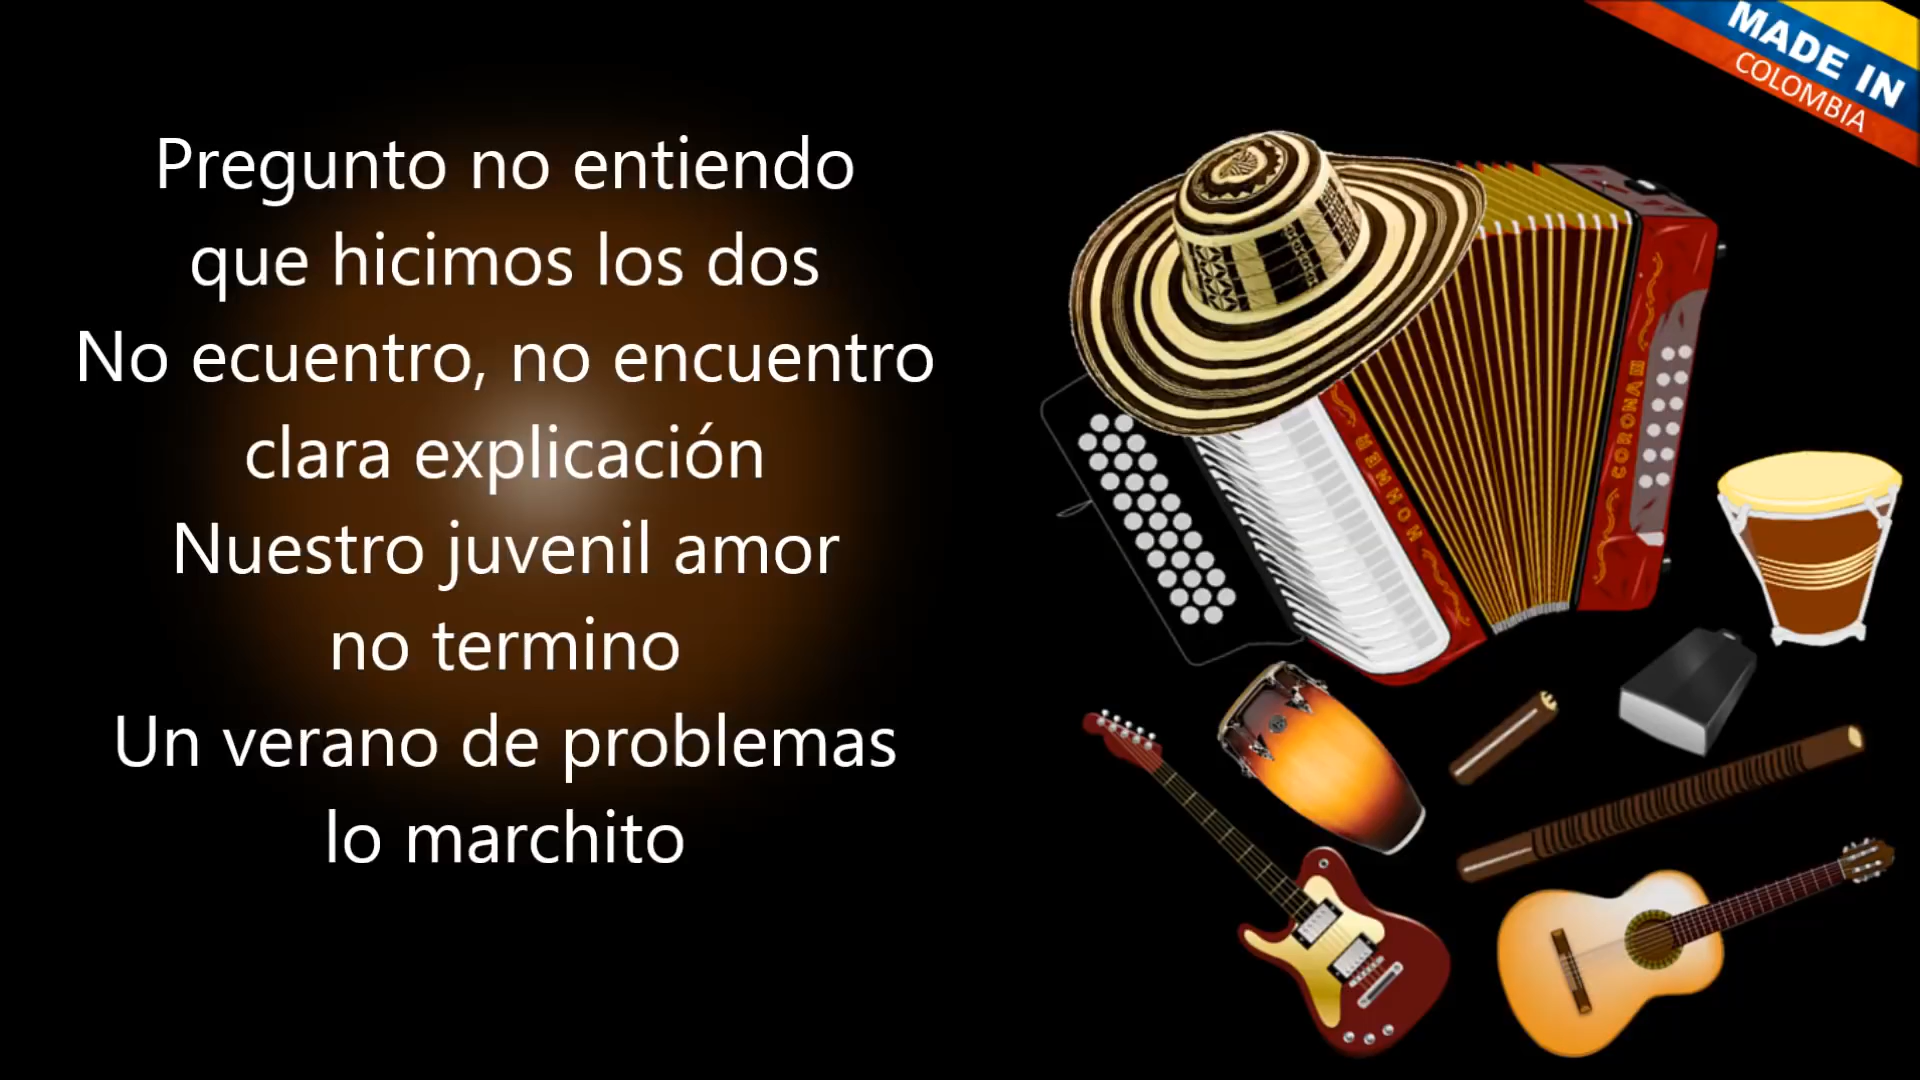 Pregunto no entiendo
que hicimos los dos
No ecuentro, no encuentro
clara explicación
Nuestro juvenil amor
no termino
Un verano de problemas
lo marchito
MADE IN
COLOMBIA
HOHNER
CORONA III